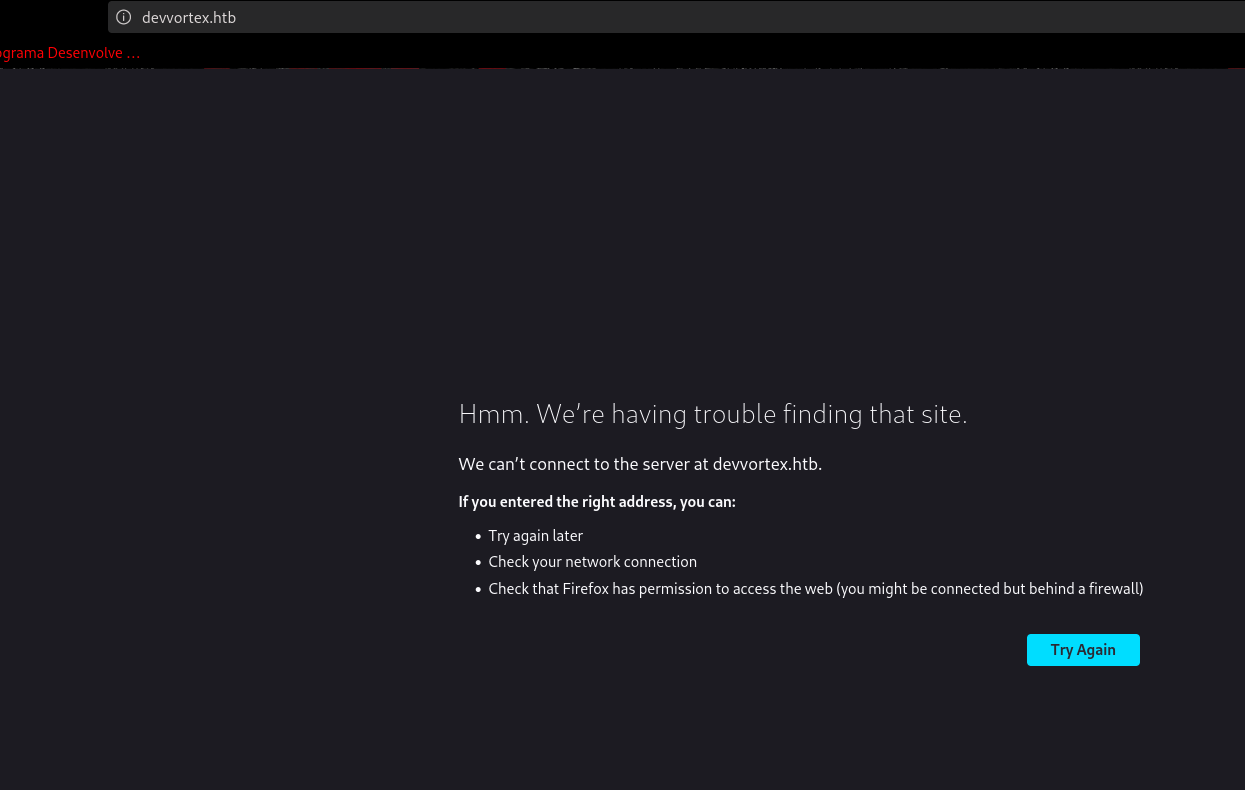 devvortex.htb
grama Desenvolve …
Hmm. We're having trouble finding that site.
We can't connect to the server at devvortex.htb.
If you entered the right address, you can:
• Try again later
• Check your network connection
• Check that Firefox has permission to access the web (you might be connected but behind a firewall)
Try Again